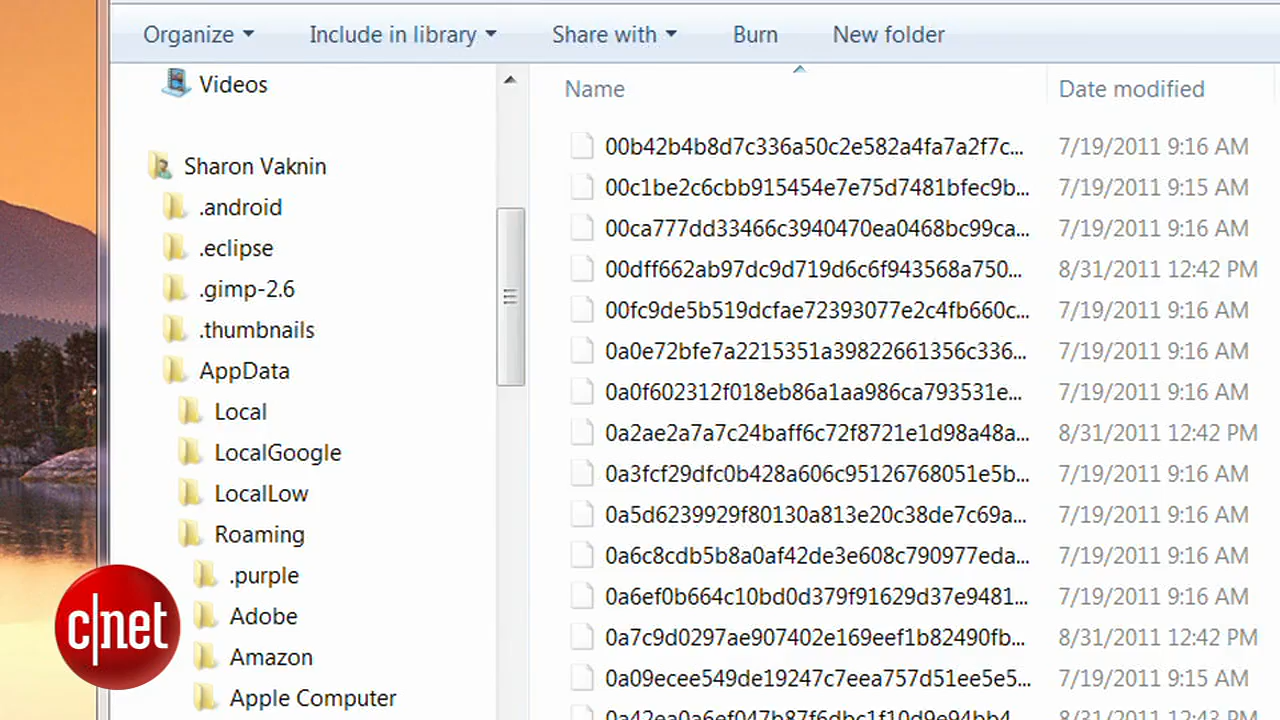 Organize Include in library Share with Burn New folder
Videos
Sharon Vaknin
.android
.eclipse
.gimp-2.6
.thumbnails
AppData
Local
LocalGoogle
LocalLow
Roaming
.purple
Adobe
Amazon
Apple Computer
Name Date modified
00b42b4b8d7c336a50c2e582a4fa7a2f7c... 7/19/2011 9:16 AM
00c1be2c6cbb915454e7e75d7481bfec9b... 7/19/2011 9:15 AM
00ca777dd33466c3940470ea0468bc99ca... 7/19/2011 9:16 AM
00dff662ab97dc9d719d6c6f943568a750... 8/31/2011 12:42 PM
00fc9de5b519dcfae72393077e2c4fb660c... 7/19/2011 9:16 AM
0a0e72bfe7a2215351a39822661356c336... 7/19/2011 9:16 AM
0a0f602312f018eb86a1aa986ca793531e... 7/19/2011 9:16 AM
0a2ae2a7a7c24baff6c72f8721e1d98a48a... 8/31/2011 12:42 PM
0a3fcf29dfc0b428a606c95126768051e5b... 7/19/2011 9:16 AM
0a5d6239929f80130a813e20c38de7c69a... 7/19/2011 9:16 AM
0a6c8cdb5b8a0af42de3e608c790977eda... 7/19/2011 9:16 AM
0a6ef0b664c10bd0d379f91629d37e9481... 7/19/2011 9:16 AM
0a7c9d0297ae907402e169eef1b82490fb... 8/31/2011 12:42 PM
0a09ecee549de19247c7eea757d51ee5e5... 7/19/2011 9:15 AM
8/31/2011 12:43 PM
c|net